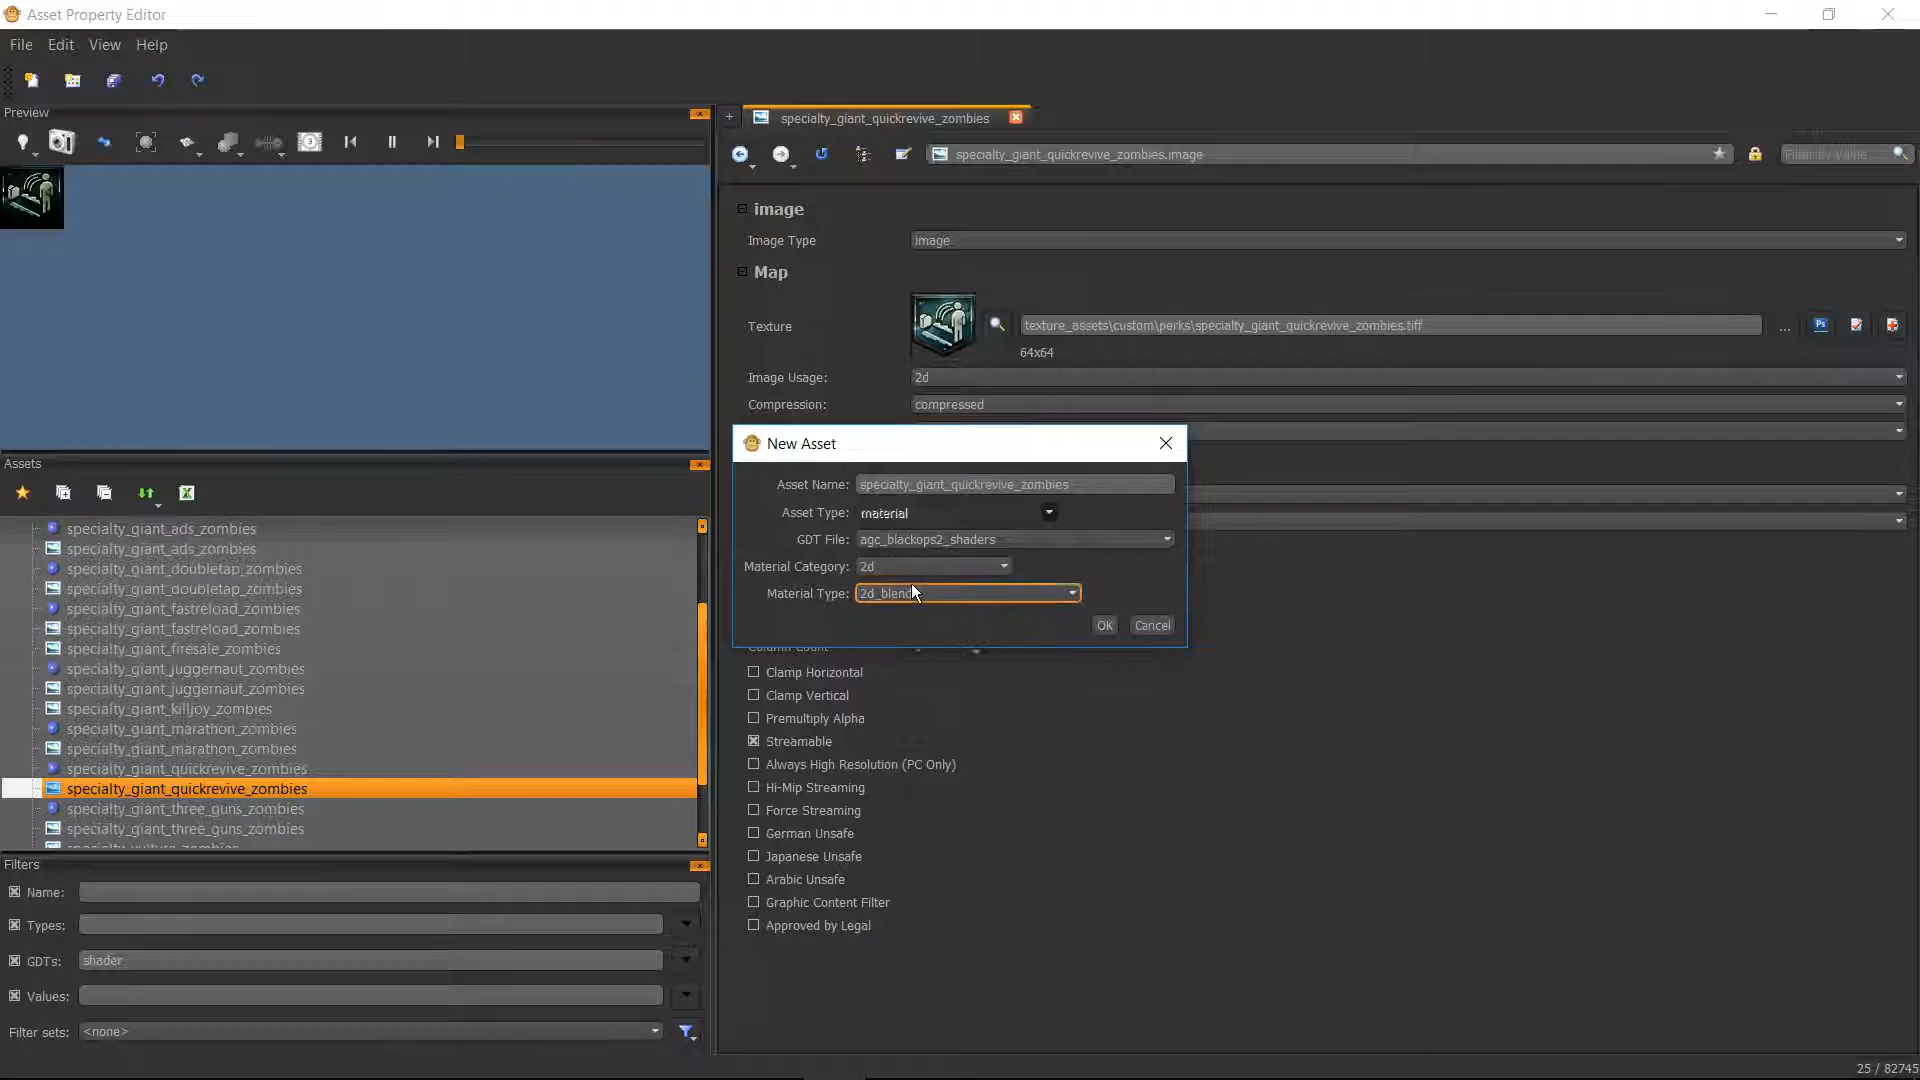 Asset Property Editor
File Edit View Help
Preview
Assets
specialty_giant_ads_zombies
specialty_giant_ads_zombies
specialty_giant_doubletap_zombies
specialty_giant_doubletap_zombies
specialty_giant_fastreload_zombies
specialty_giant_fastreload_zombies
specialty_giant_firesale_zombies
specialty_giant_juggernaut_zombies
specialty_giant_juggernaut_zombies
specialty_giant_killjoy_zombies
specialty_giant_marathon_zombies
specialty_giant_marathon_zombies
specialty_giant_quickrevive_zombies
specialty_giant_quickrevive_zombies
specialty_giant_three_guns_zombies
specialty_giant_three_guns_zombies
Filters
Name:
Types:
GDTs: shader
Values:
Filter sets: <none>
+ specialty_giant_quickrevive_zombies
specialty_giant_quickrevive_zombies.image
Filter by Value
image
Image Type image
Map
Texture texture_assets\custom\perks\specialty_giant_quickrevive_zombies.tiff ... Ps
64x64
Image Usage: 2d
Compression: compressed
New Asset
Asset Name: specialty_giant_quickrevive_zombies
Asset Type: material
GDT File: agc_blackops2_shaders
Material Category: 2d
Material Type: 2d_blend
OK Cancel
Clamp Horizontal
Clamp Vertical
Premultiply Alpha
Streamable
Always High Resolution (PC Only)
Hi-Mip Streaming
Force Streaming
German Unsafe
Japanese Unsafe
Arabic Unsafe
Graphic Content Filter
Approved by Legal
25 / 82745